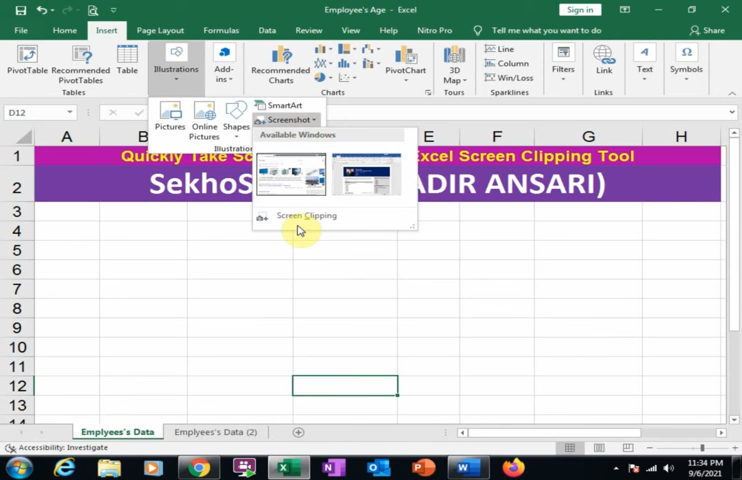 Employee's Age - Excel
Sign in
File Home Insert Page Layout Formulas Data Review View Help Nitro Pro Tell me what you want to do Share
PivotTable Recommended PivotTables Table
Tables
Illustrations
Add-ins
Recommended Charts
PivotChart
Charts
3D Map
Tours
Line
Column
Win/Loss
Sparklines
Filters
Link
Text
Symbols
D12
Pictures Online Pictures Shapes
SmartArt
Screenshot
Available Windows
Screen Clipping
A B E F G H
1 Quickly Take Excel Screen Clipping Tool
2 ADIR ANSARI)
3
4
5
6
7
8
9
10
11
12
13
14
Emplyees's Data Emplyees's Data (2)
Accessibility: Investigate
11:34 PM
9/6/2021